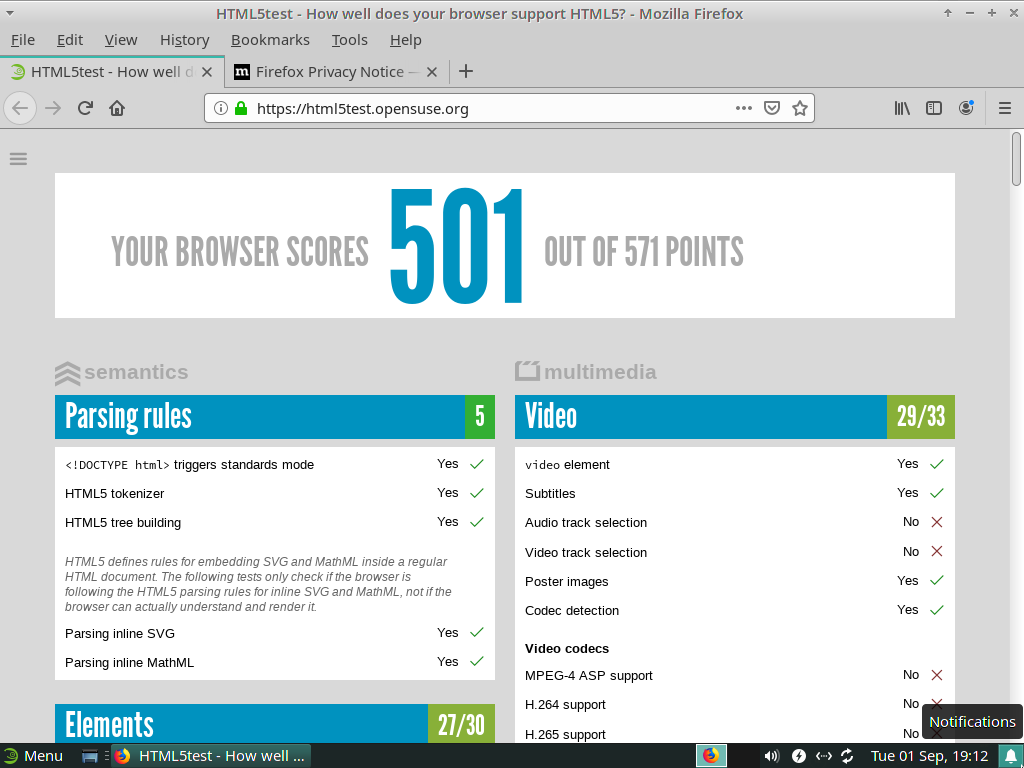 HTML5test - How well does your browser support HTML5? - Mozilla Firefox
File Edit View History Bookmarks Tools Help
HTML5test - How well d
Firefox Privacy Notice —
https://html5test.opensuse.org
YOUR BROWSER SCORES 501 OUT OF 571 POINTS
semantics
Parsing rules 5
<!DOCTYPE html> triggers standards mode Yes
HTML5 tokenizer Yes
HTML5 tree building Yes
HTML5 defines rules for embedding SVG and MathML inside a regular
HTML document. The following tests only check if the browser is
following the HTML5 parsing rules for inline SVG and MathML, not if the
browser can actually understand and render it.
Parsing inline SVG Yes
Parsing inline MathML Yes
Elements 27/30
multimedia
Video 29/33
video element Yes
Subtitles Yes
Audio track selection No
Video track selection No
Poster images Yes
Codec detection Yes
Video codecs
MPEG-4 ASP support No
H.264 support No
H.265 support No
Notifications
Menu
HTML5test - How well ...
Tue 01 Sep, 19:12